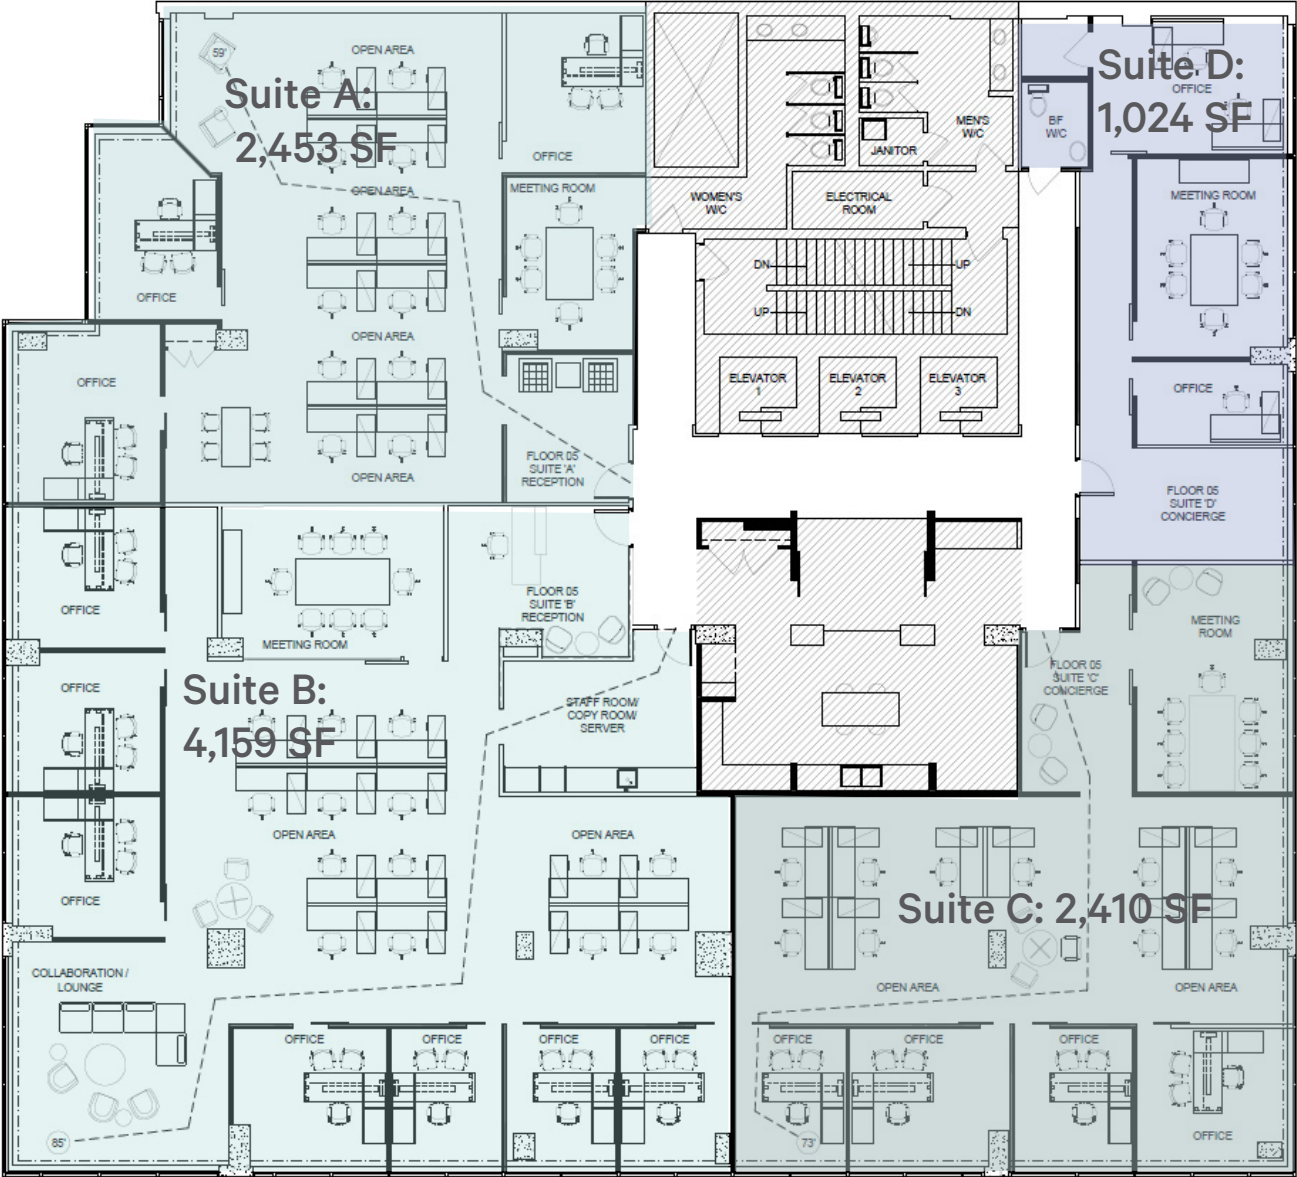 59'
OPEN AREA
Suite A:
2,453 SF
OFFICE
OPEN AREA
MEETING ROOM
OFFICE
OPEN AREA
OFFICE
FLOOR 05
SUITE 'A'
RECEPTION
OPEN AREA
WOMEN'S
W/C
MEN'S
W/C
JANITOR
ELECTRICAL
ROOM
DN
UP
UP
DN
ELEVATOR
1
ELEVATOR
2
ELEVATOR
3
BF
W/C
Suite D:
1,024 SF
OFFICE
MEETING ROOM
OFFICE
FLOOR 05
SUITE 'D'
CONCIERGE
OFFICE
MEETING ROOM
FLOOR 05
SUITE 'B'
RECEPTION
OFFICE
Suite B:
4,159 SF
STAFF ROOM/
COPY ROOM/
SERVER
OPEN AREA
OPEN AREA
OFFICE
COLLABORATION /
LOUNGE
85'
OFFICE
OFFICE
OFFICE
OFFICE
MEETING
ROOM
FLOOR 05
SUITE 'C'
CONCIERGE
Suite C: 2,410 SF
OPEN AREA
OPEN AREA
OFFICE
OFFICE
OFFICE
73'
OFFICE